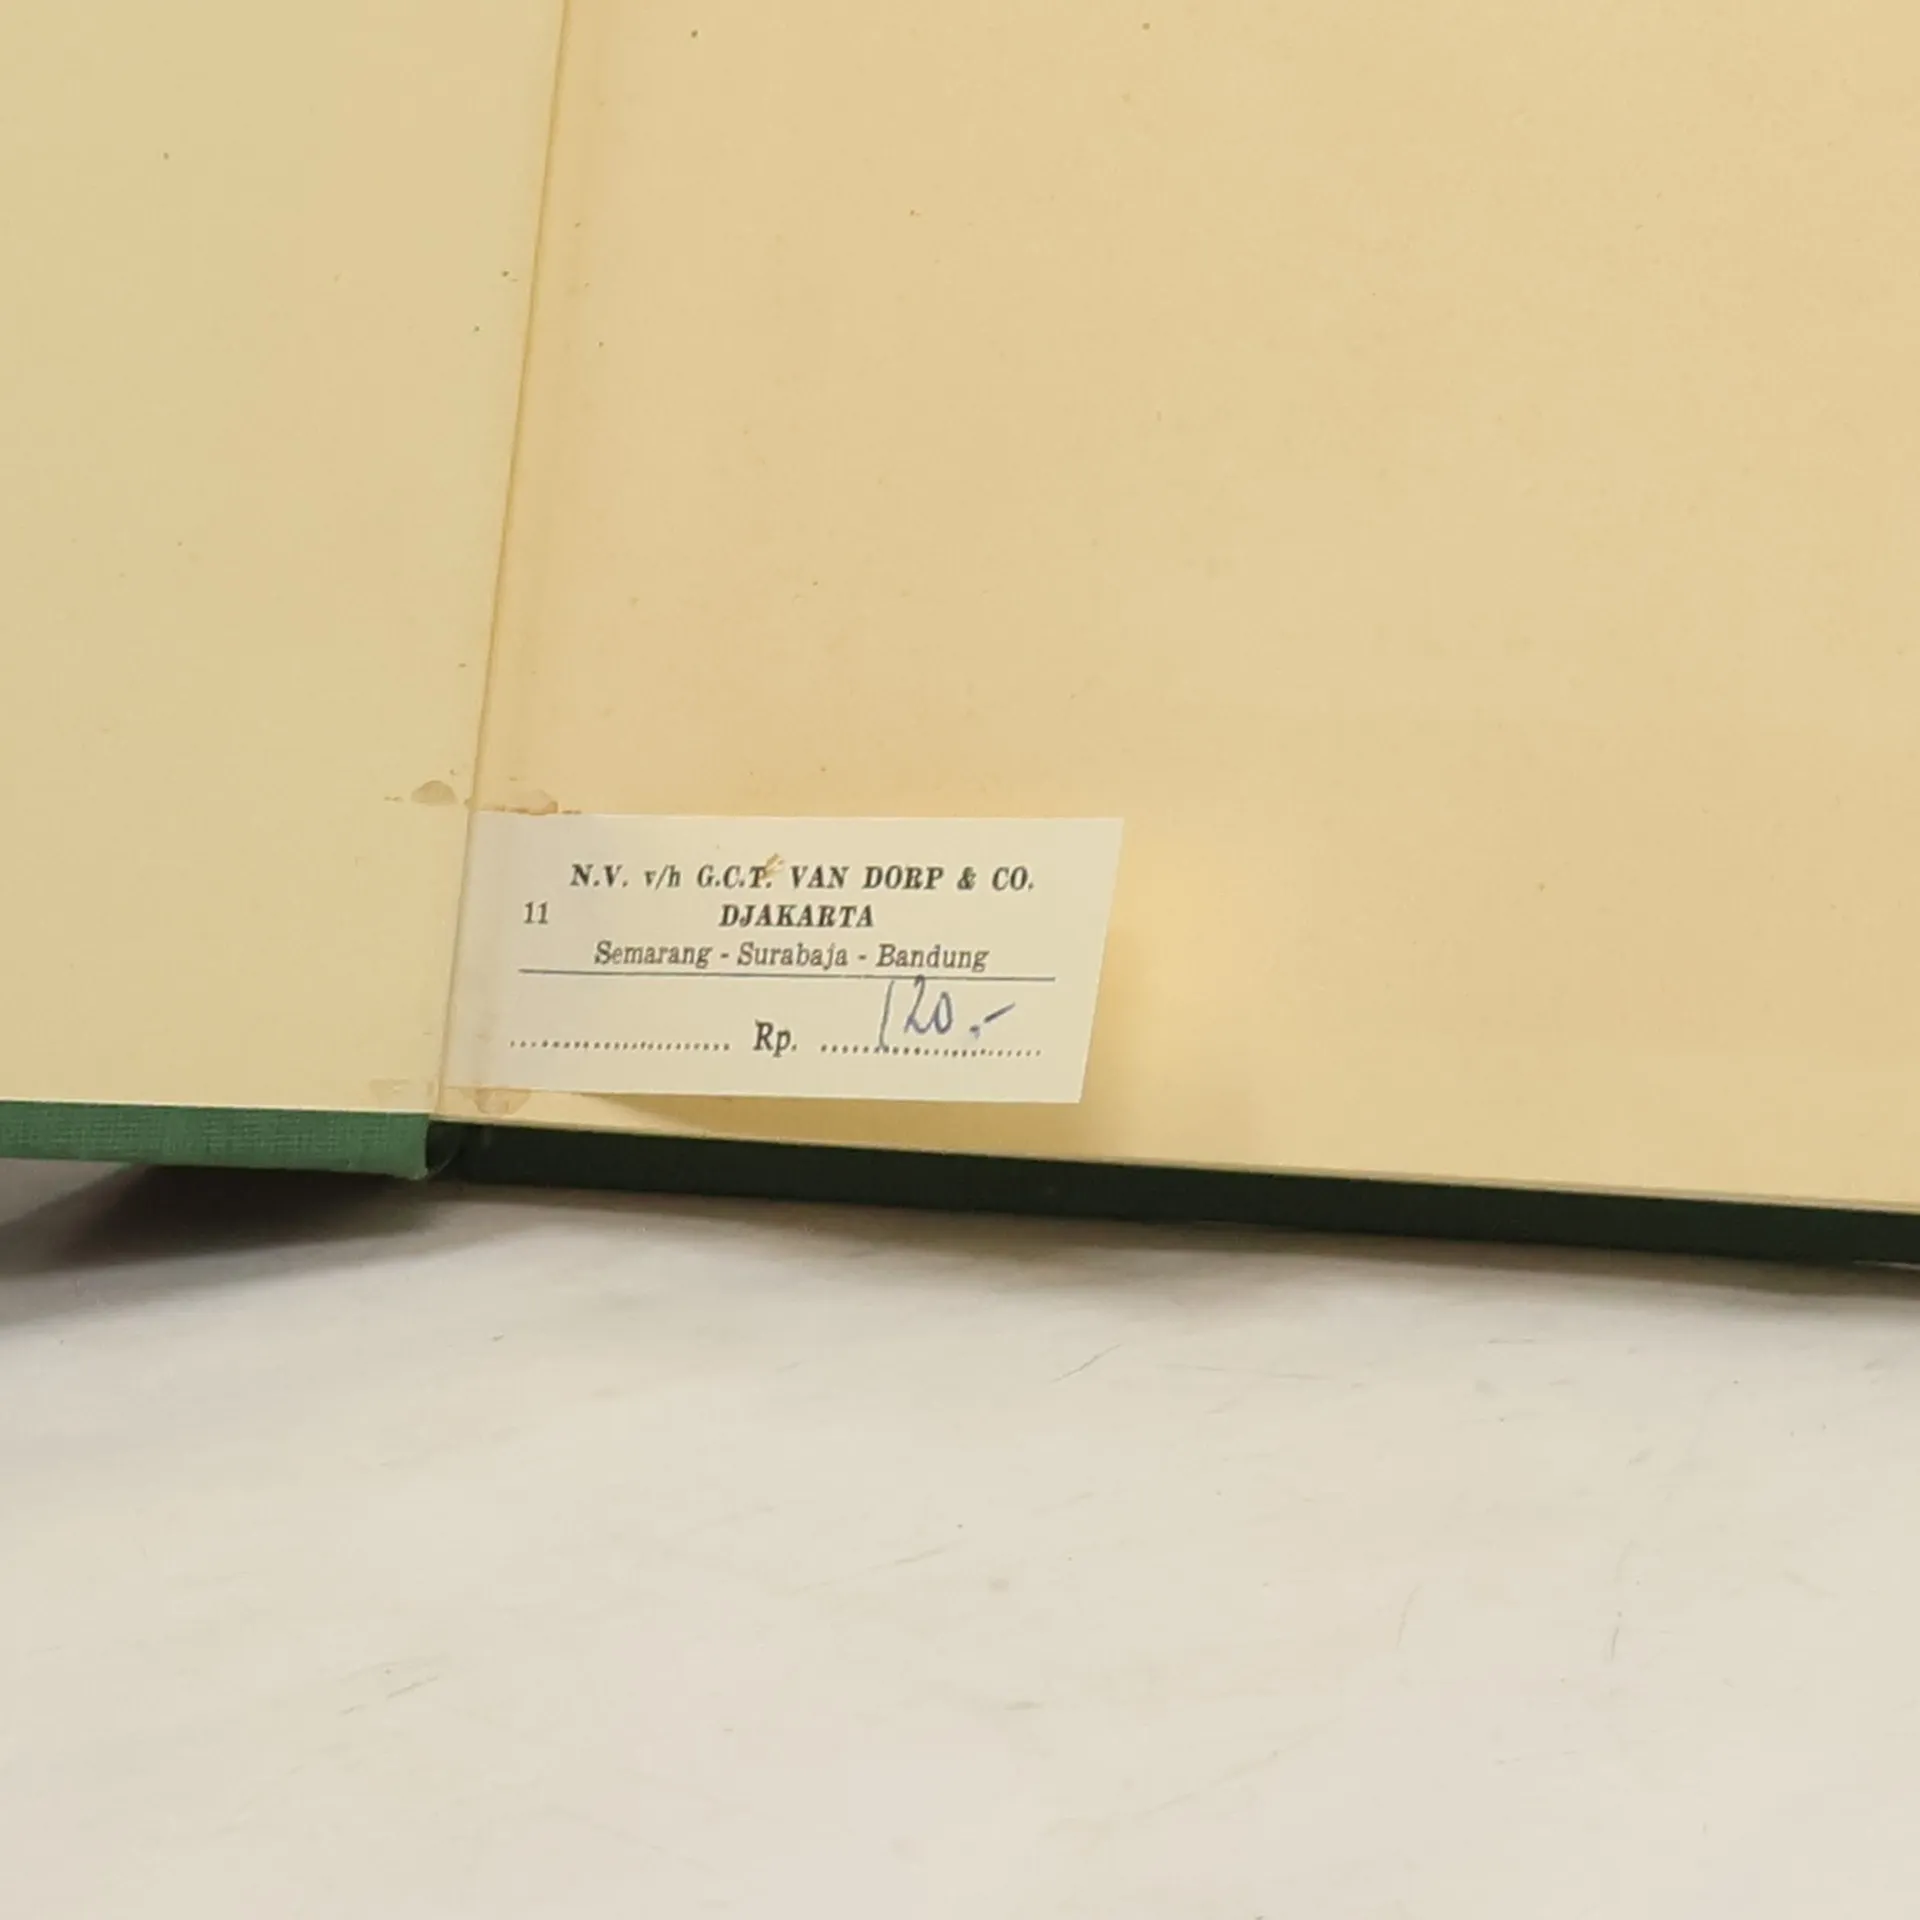 N.V. v/h G.C.T. VAN DORP & CO.
11 DJAKARTA
Semarang - Surabaja - Bandung
.................... Rp. 120.-